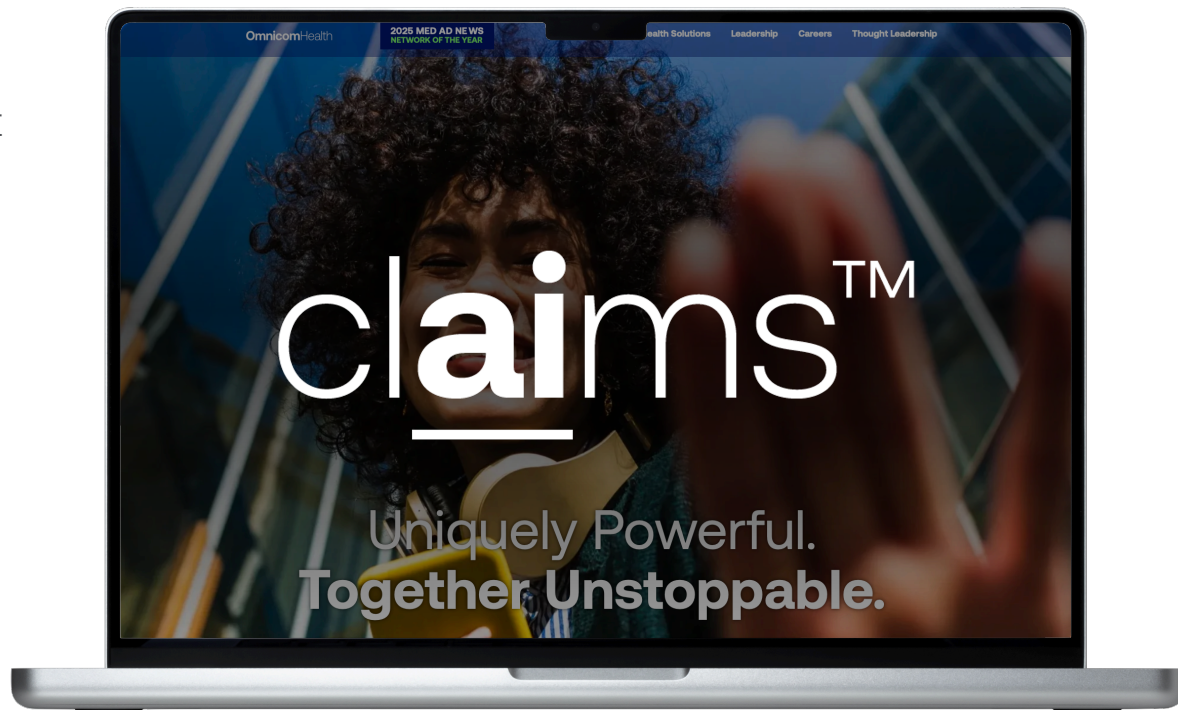 OmnicomHealth
2025 MED AD NEWS
NETWORK OF THE YEAR
Solutions Leadership Careers Thought Leadership
claims™
Uniquely Powerful.
Together Unstoppable.